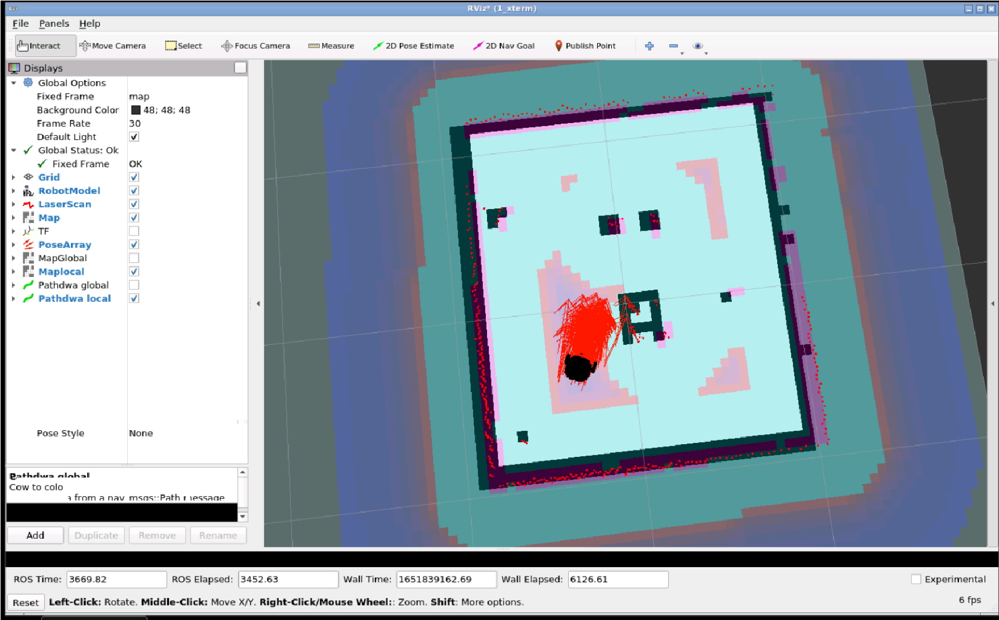 RViz* (1_xterm)
File Panels Help
Interact Move Camera Select Focus Camera Measure 2D Pose Estimate 2D Nav Goal Publish Point
Displays
Global Options
Fixed Frame map
Background Color 48; 48; 48
Frame Rate 30
Default Light
Global Status: Ok
Fixed Frame OK
Grid
RobotModel
LaserScan
Map
TF
PoseArray
MapGlobal
Maplocal
Pathdwa global
Pathdwa local
Pose Style None
Pathdwa global
Cow to colo
a from a nav_msgs::Path message
Add Duplicate Remove Rename
ROS Time: 3669.82 ROS Elapsed: 3452.63 Wall Time: 1651839162.69 Wall Elapsed: 6126.61 Experimental
Reset Left-Click: Rotate. Middle-Click: Move X/Y. Right-Click/Mouse Wheel:: Zoom. Shift: More options. 6 fps